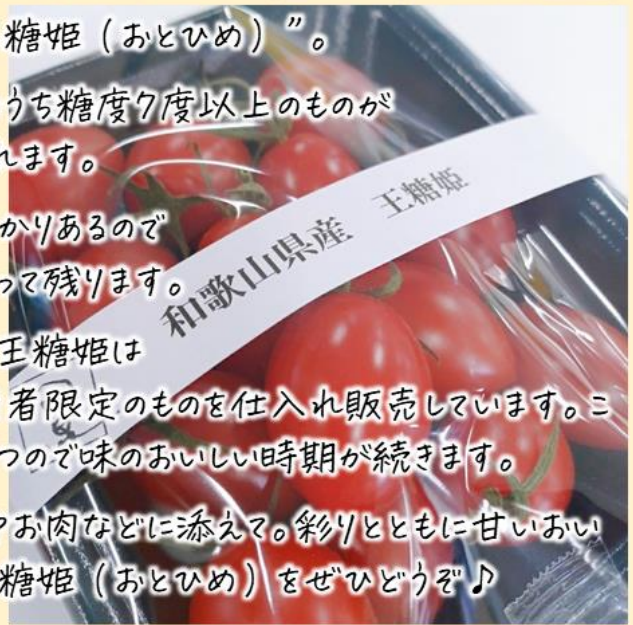 糖姫（おとひめ）”。
うち糖度7度以上のものが
れます。
かりあるので
って残ります。
王糖姫は
者限定のものを仕入れ販売しています。こ
つので味のおいしい時期が続きます。
お肉などに添えて。彩りとともに甘いおい
糖姫（おとひめ）をぜひどうぞ♪
和歌山県産 王糖姫